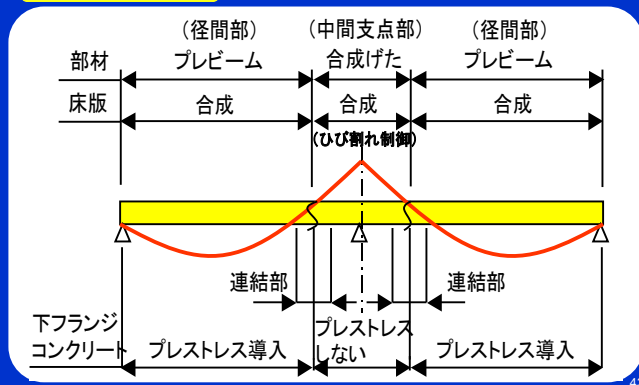 (径間部) (中間支点部) (径間部)
部材 プレビーム 合成げた プレビーム
床版 合成 合成 合成
(ひび割れ制御)
連結部 連結部
下フランジ
コンクリート プレストレス導入 プレストレス
しない プレストレス導入